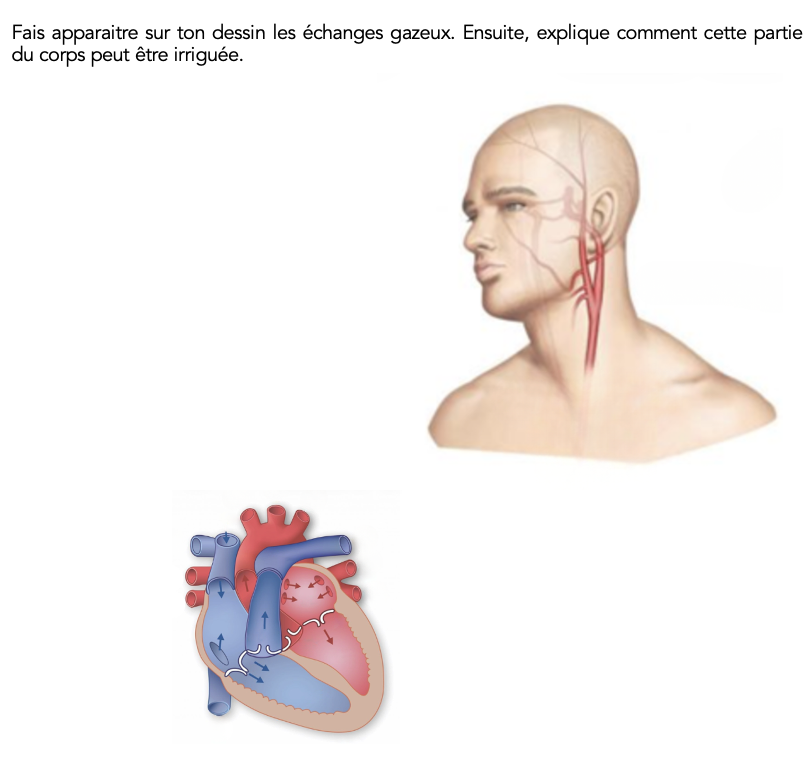 Fais apparaitre sur ton dessin les échanges gazeux. Ensuite, explique comment cette partie
du corps peut être irriguée.